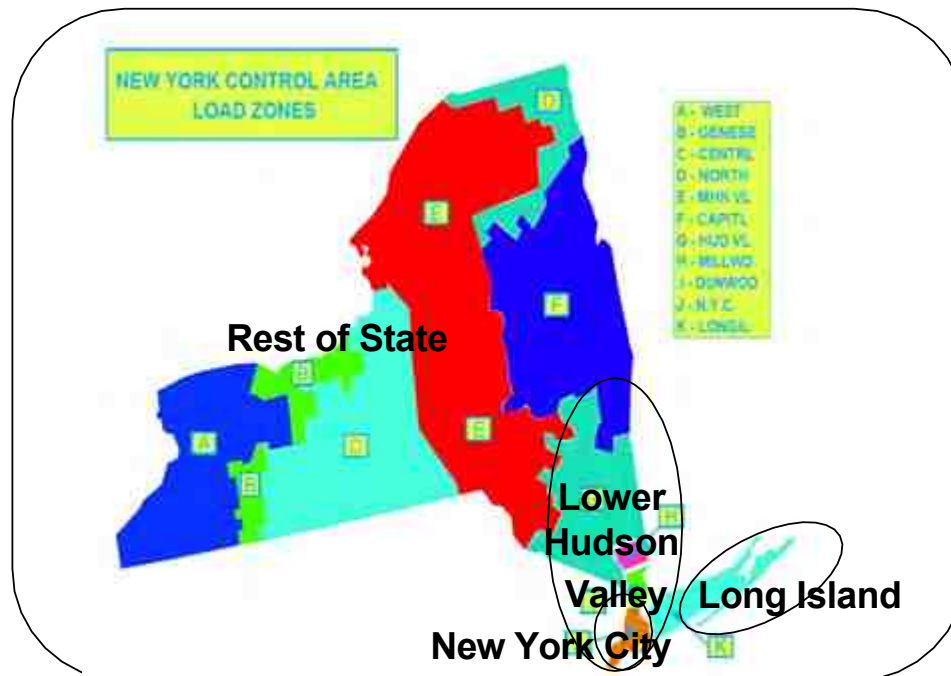 NEW YORK CONTROL AREA
LOAD ZONES
A - WEST
B - GENESE
C - CENTRL
D - NORTH
E - MHK VL
F - CAPITL
G - HUD VL
H - MILLWD
I - DUNWOD
J - N.Y.C.
K - LONGIL
D
E
F
Rest of State
B
A
E
B
Lower
H
Hudson
Valley
Long Island
New York City
K